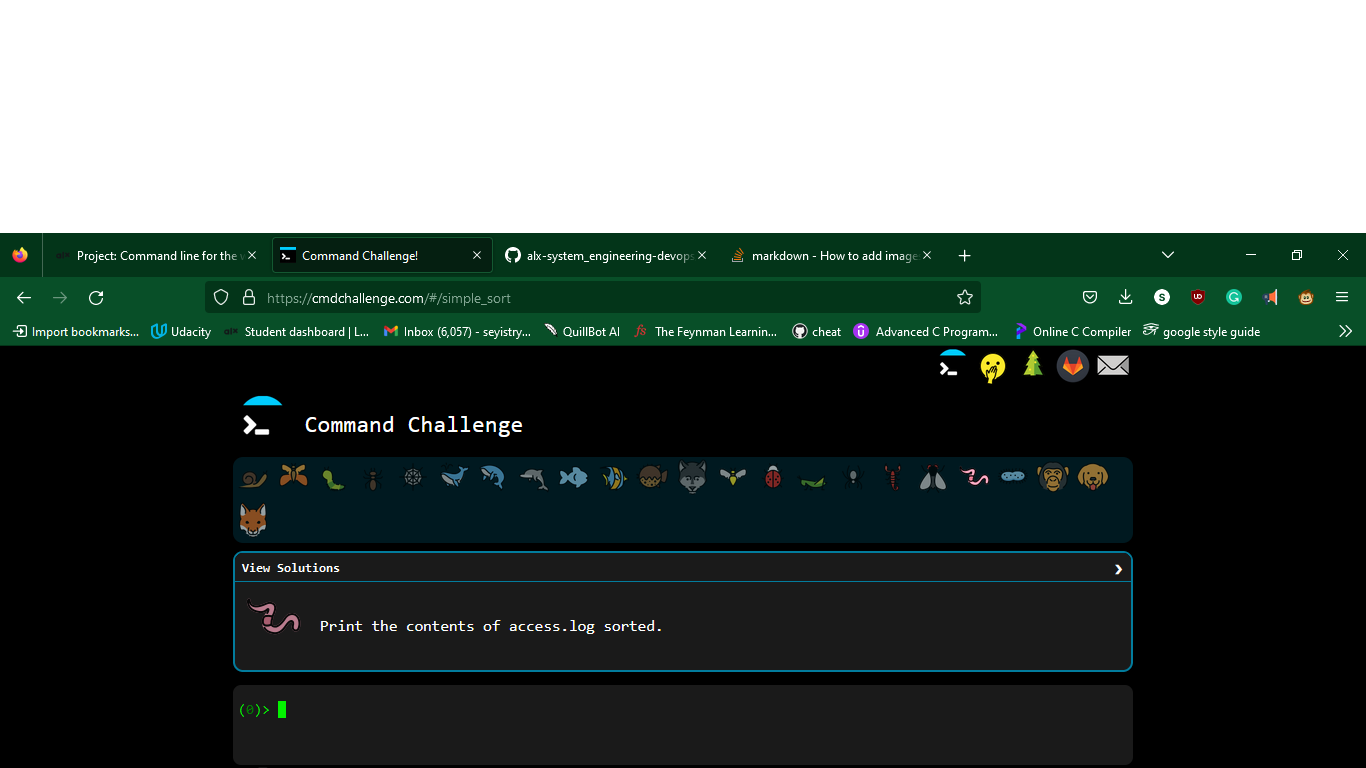 Project: Command line for the
Command Challenge!
alx-system_engineering-devops
markdown - How to add image
https://cmdchallenge.com/#/simple_sort
Import bookmarks...
Udacity
Student dashboard | L...
Inbox (6,057) - seyistry...
QuillBot AI
The Feynman Learnin...
cheat
Advanced C Program...
Online C Compiler
google style guide
Command Challenge
View Solutions
Print the contents of access.log sorted.
(0)>